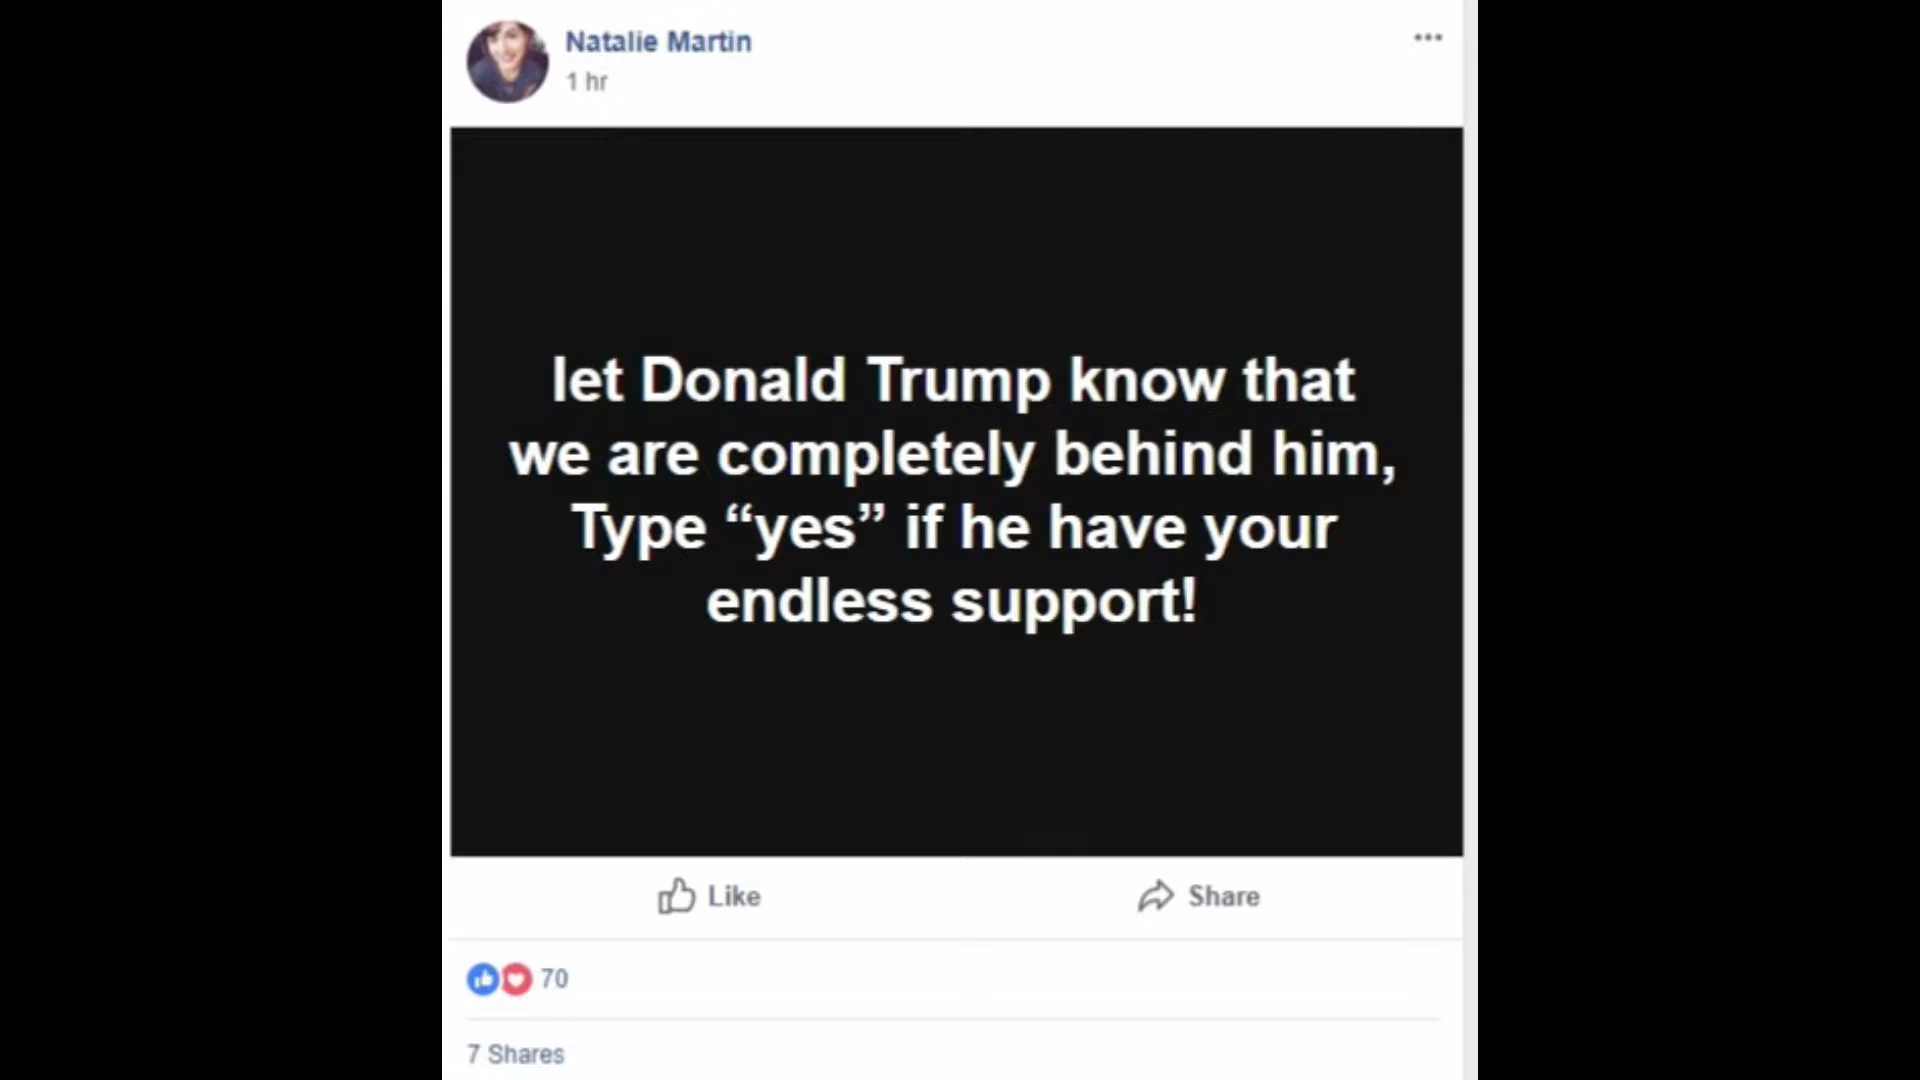 Natalie Martin
1 hr
let Donald Trump know that
we are completely behind him,
Type “yes” if he have your
endless support!
Like
Share
70
7 Shares